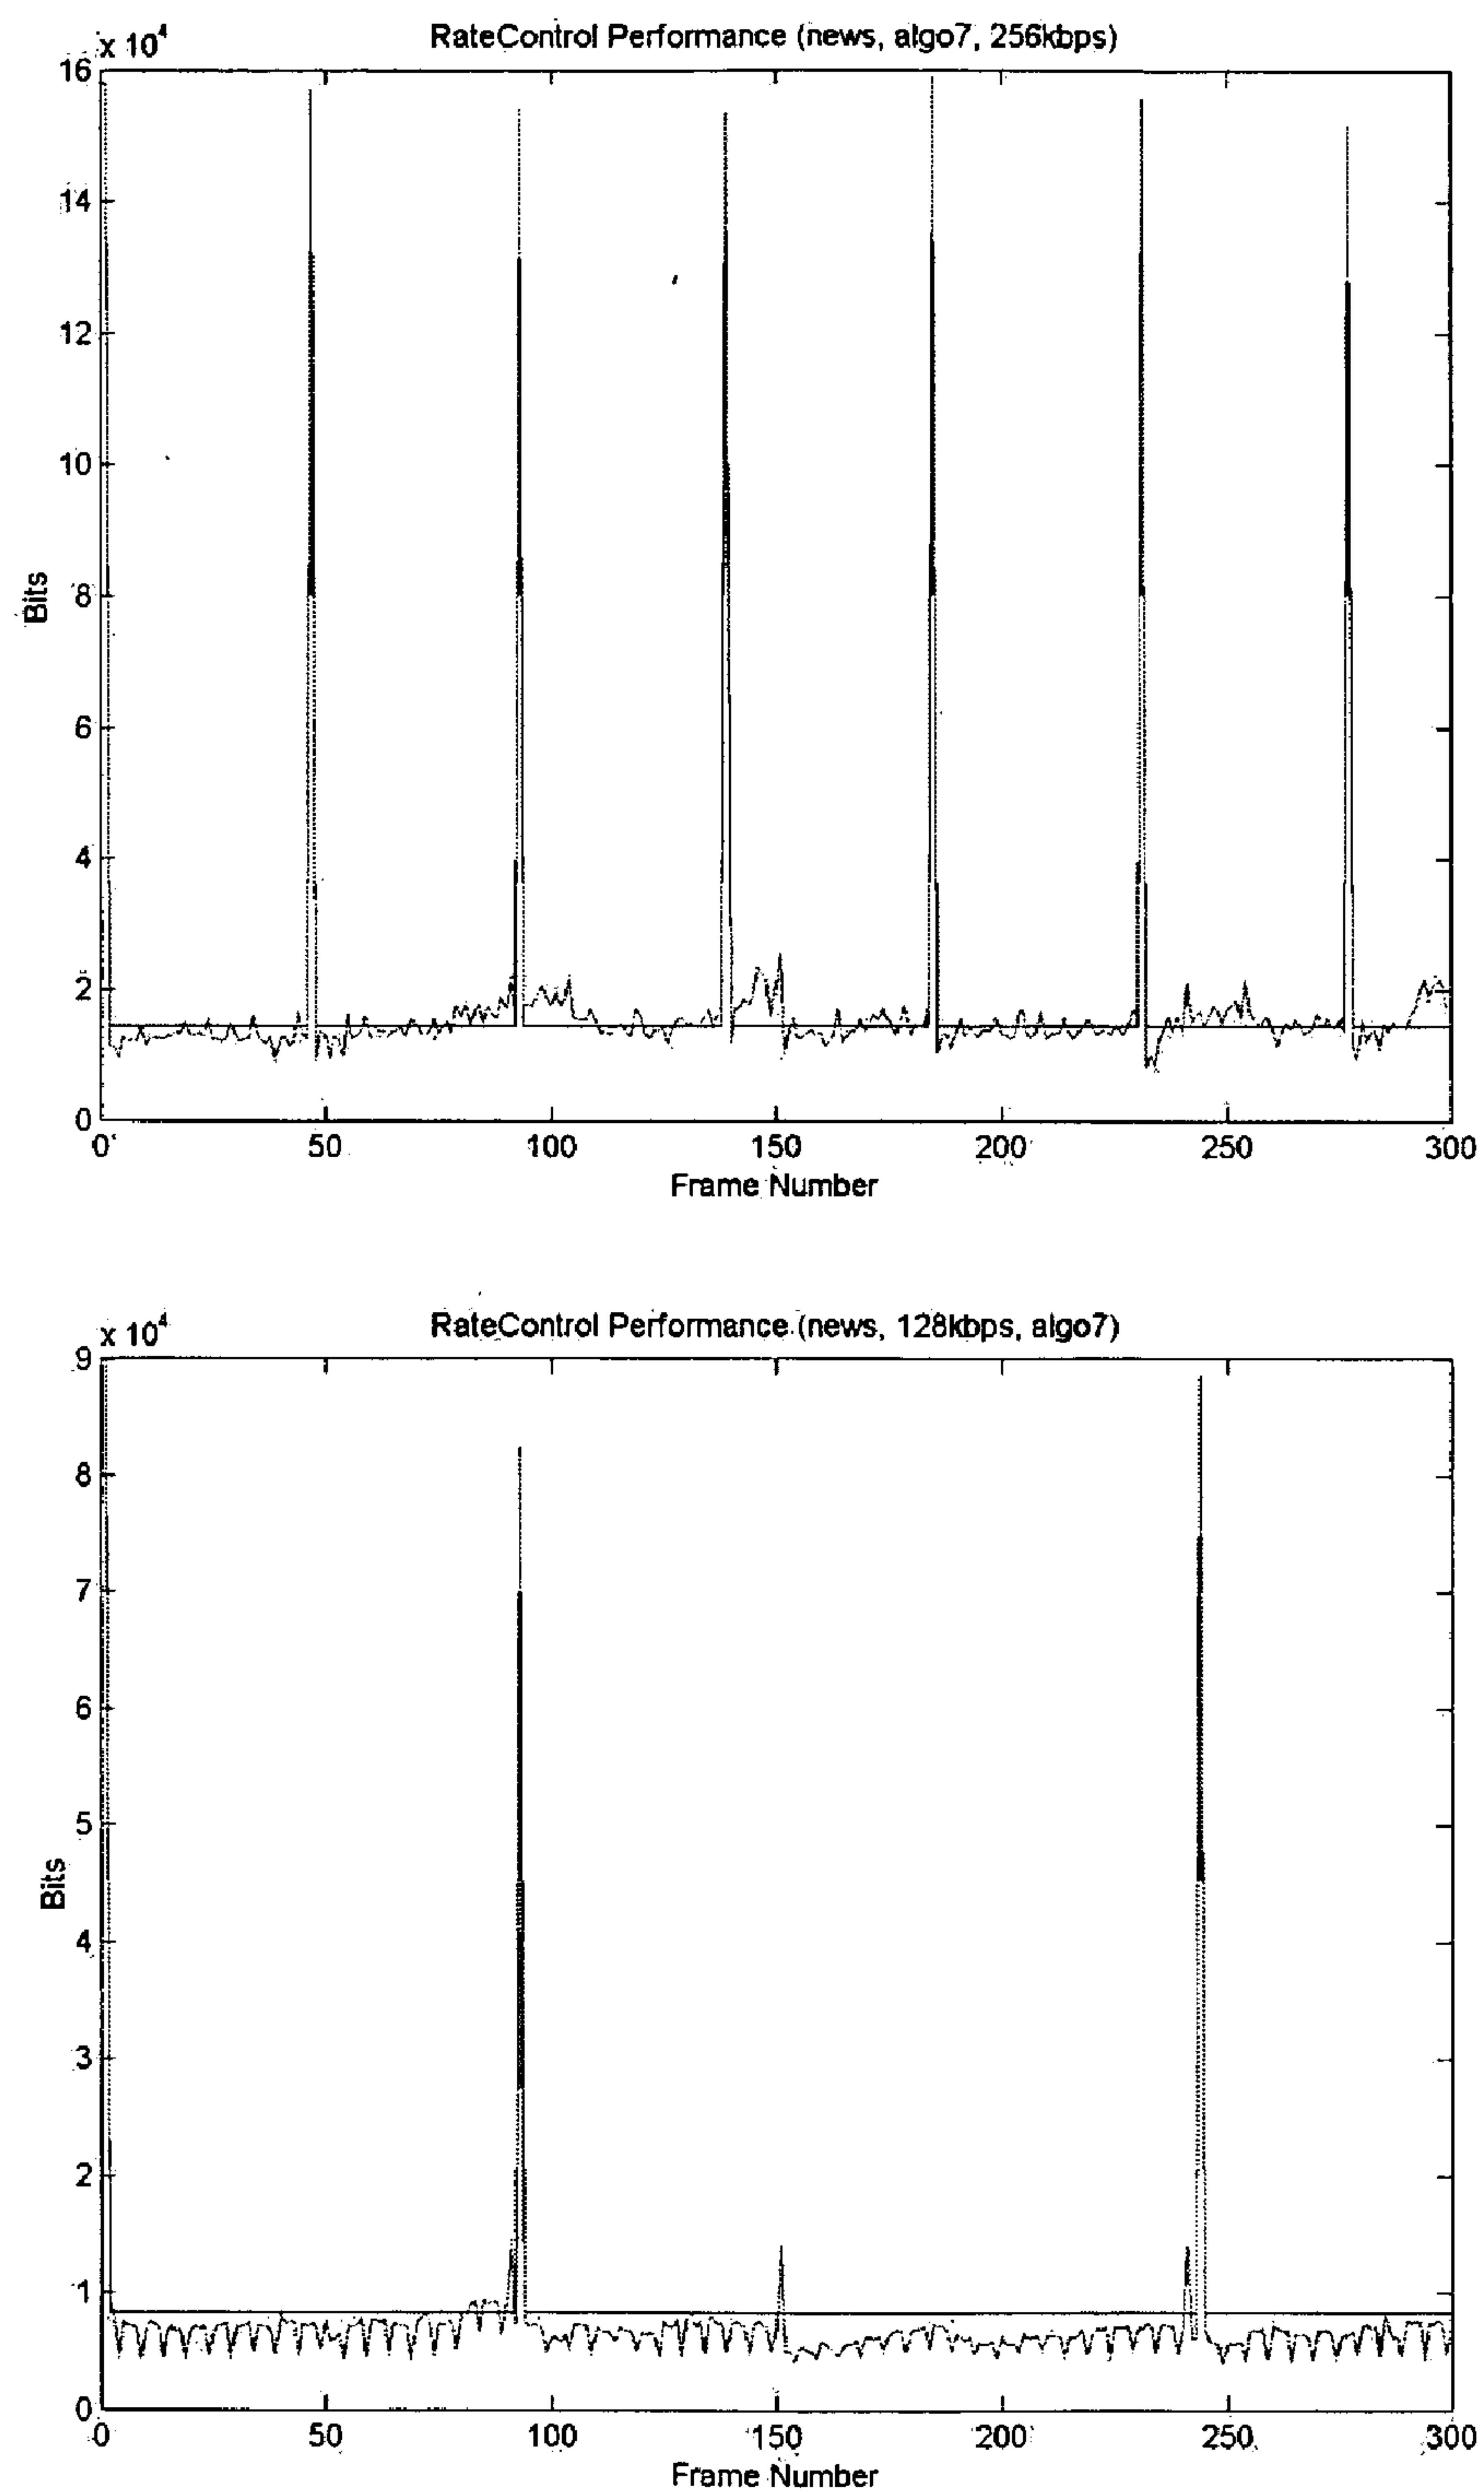 RateControl Performance (news, algo7, 256kbps)
x 10⁴
16
14
12
10
8
6
4
2
0
Bits
0 50 100 150 200 250 300
Frame Number
RateControl Performance (news, 128kbps, algo7)
x 10⁴
9
8
7
6
5
4
3
2
1
0
Bits
0 50 100 150 200 250 300
Frame Number